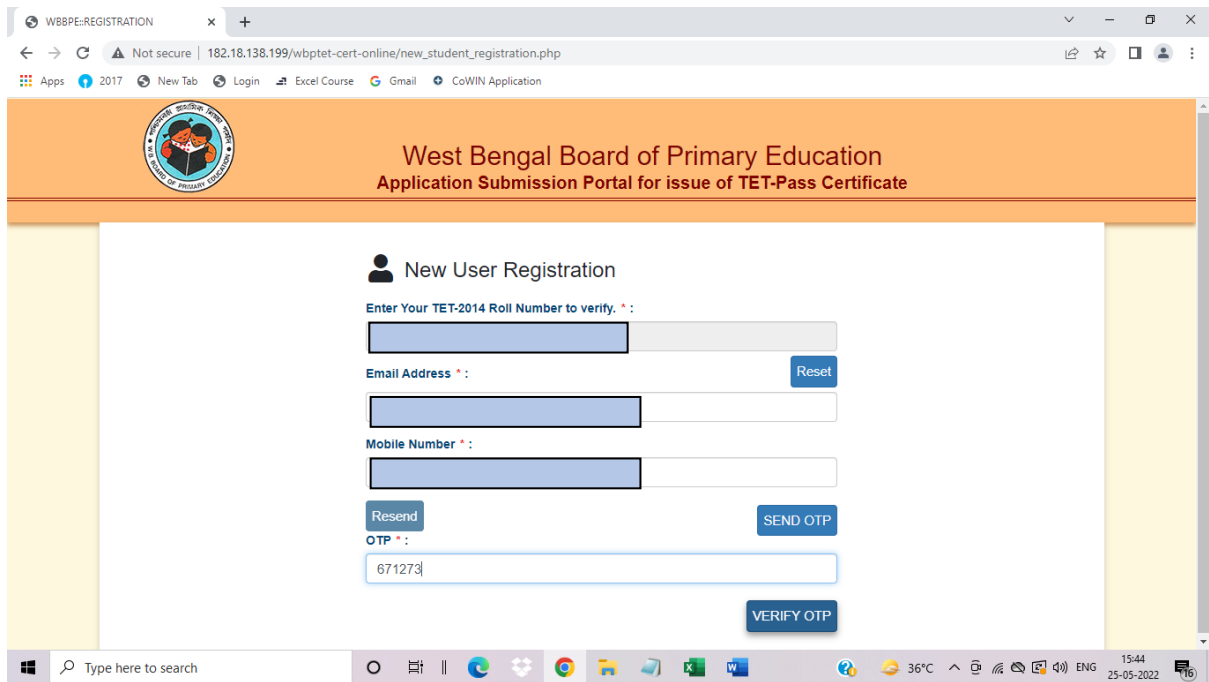 WBBPE::REGISTRATION
Not secure | 182.18.138.199/wbptet-cert-online/new_student_registration.php
Apps 2017 New Tab Login Excel Course Gmail CoWIN Application
West Bengal Board of Primary Education
Application Submission Portal for issue of TET-Pass Certificate
New User Registration
Enter Your TET-2014 Roll Number to verify. * :
Email Address * :
Reset
Mobile Number * :
Resend
SEND OTP
OTP * :
671273
VERIFY OTP
Type here to search
36°C ENG 15:44
25-05-2022
16